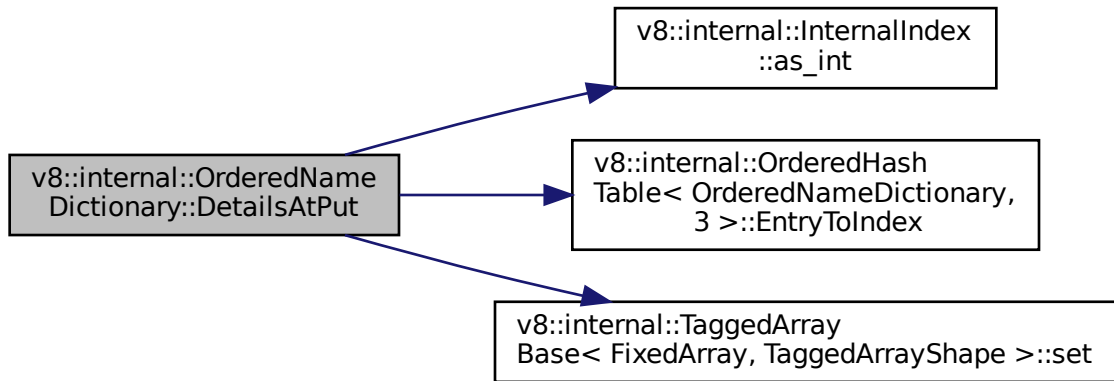 v8::internal::OrderedName
Dictionary::DetailsAtPut
v8::internal::InternalIndex
::as_int
v8::internal::OrderedHash
Table< OrderedNameDictionary,
3 >::EntryToIndex
v8::internal::TaggedArray
Base< FixedArray, TaggedArrayShape >::set